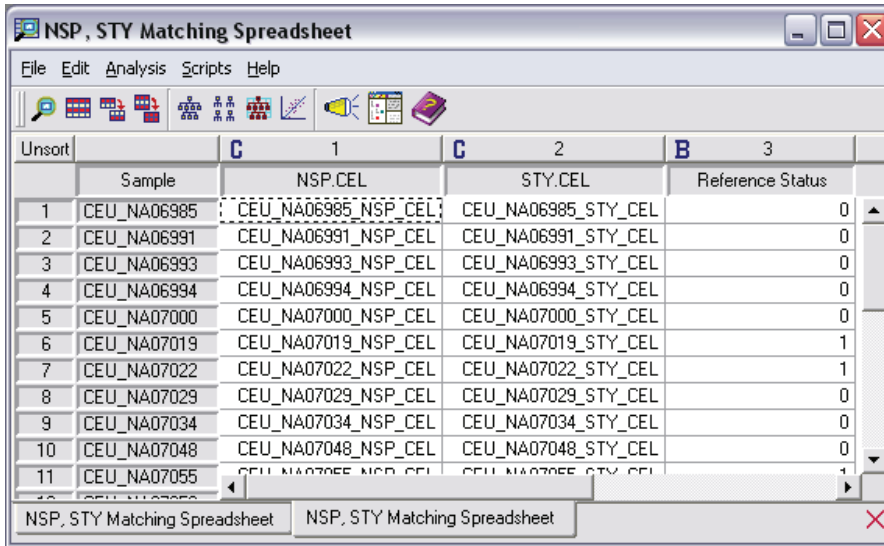 NSP, STY Matching Spreadsheet
File Edit Analysis Scripts Help
Unsort C 1 C 2 B 3
Sample NSP.CEL STY.CEL Reference Status
1 CEU_NA06985 CEU_NA06985_NSP_CEL CEU_NA06985_STY_CEL 0
2 CEU_NA06991 CEU_NA06991_NSP_CEL CEU_NA06991_STY_CEL 0
3 CEU_NA06993 CEU_NA06993_NSP_CEL CEU_NA06993_STY_CEL 0
4 CEU_NA06994 CEU_NA06994_NSP_CEL CEU_NA06994_STY_CEL 0
5 CEU_NA07000 CEU_NA07000_NSP_CEL CEU_NA07000_STY_CEL 0
6 CEU_NA07019 CEU_NA07019_NSP_CEL CEU_NA07019_STY_CEL 1
7 CEU_NA07022 CEU_NA07022_NSP_CEL CEU_NA07022_STY_CEL 1
8 CEU_NA07029 CEU_NA07029_NSP_CEL CEU_NA07029_STY_CEL 0
9 CEU_NA07034 CEU_NA07034_NSP_CEL CEU_NA07034_STY_CEL 0
10 CEU_NA07048 CEU_NA07048_NSP_CEL CEU_NA07048_STY_CEL 0
11 CEU_NA07055 CEU_NA07055_NSP_CEL CEU_NA07055_STY_CEL 1
NSP, STY Matching Spreadsheet NSP, STY Matching Spreadsheet